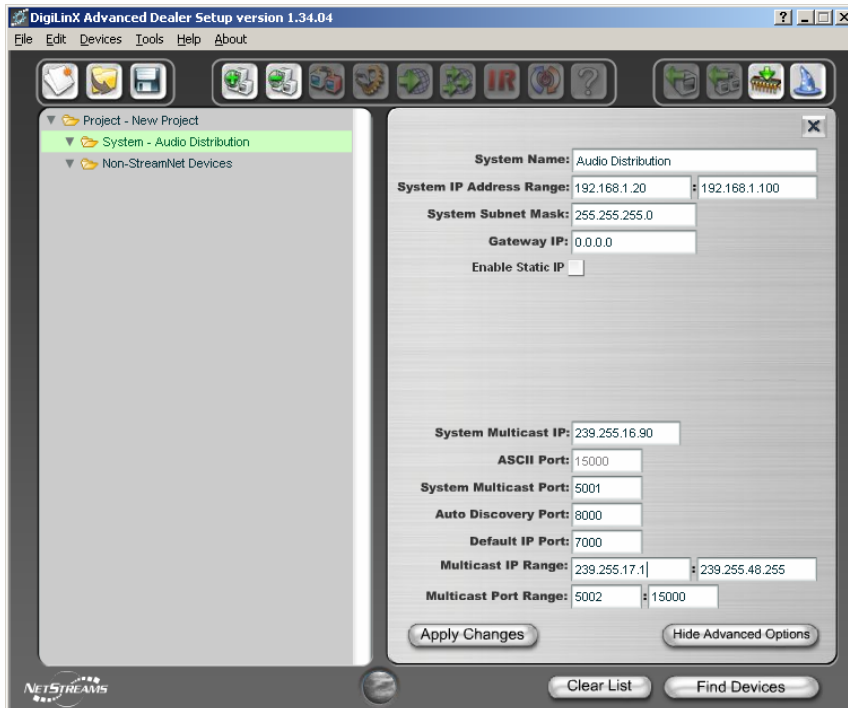 DigiLinX Advanced Dealer Setup version 1.34.04
File Edit Devices Tools Help About
IR ?
Project - New Project
System - Audio Distribution
Non-StreamNet Devices
System Name: Audio Distribution
System IP Address Range: 192.168.1.20 : 192.168.1.100
System Subnet Mask: 255.255.255.0
Gateway IP: 0.0.0.0
Enable Static IP
System Multicast IP: 239.255.16.90
ASCII Port: 15000
System Multicast Port: 5001
Auto Discovery Port: 8000
Default IP Port: 7000
Multicast IP Range: 239.255.17.1 : 239.255.48.255
Multicast Port Range: 5002 : 15000
Apply Changes Hide Advanced Options
NETSTREAMS Clear List Find Devices